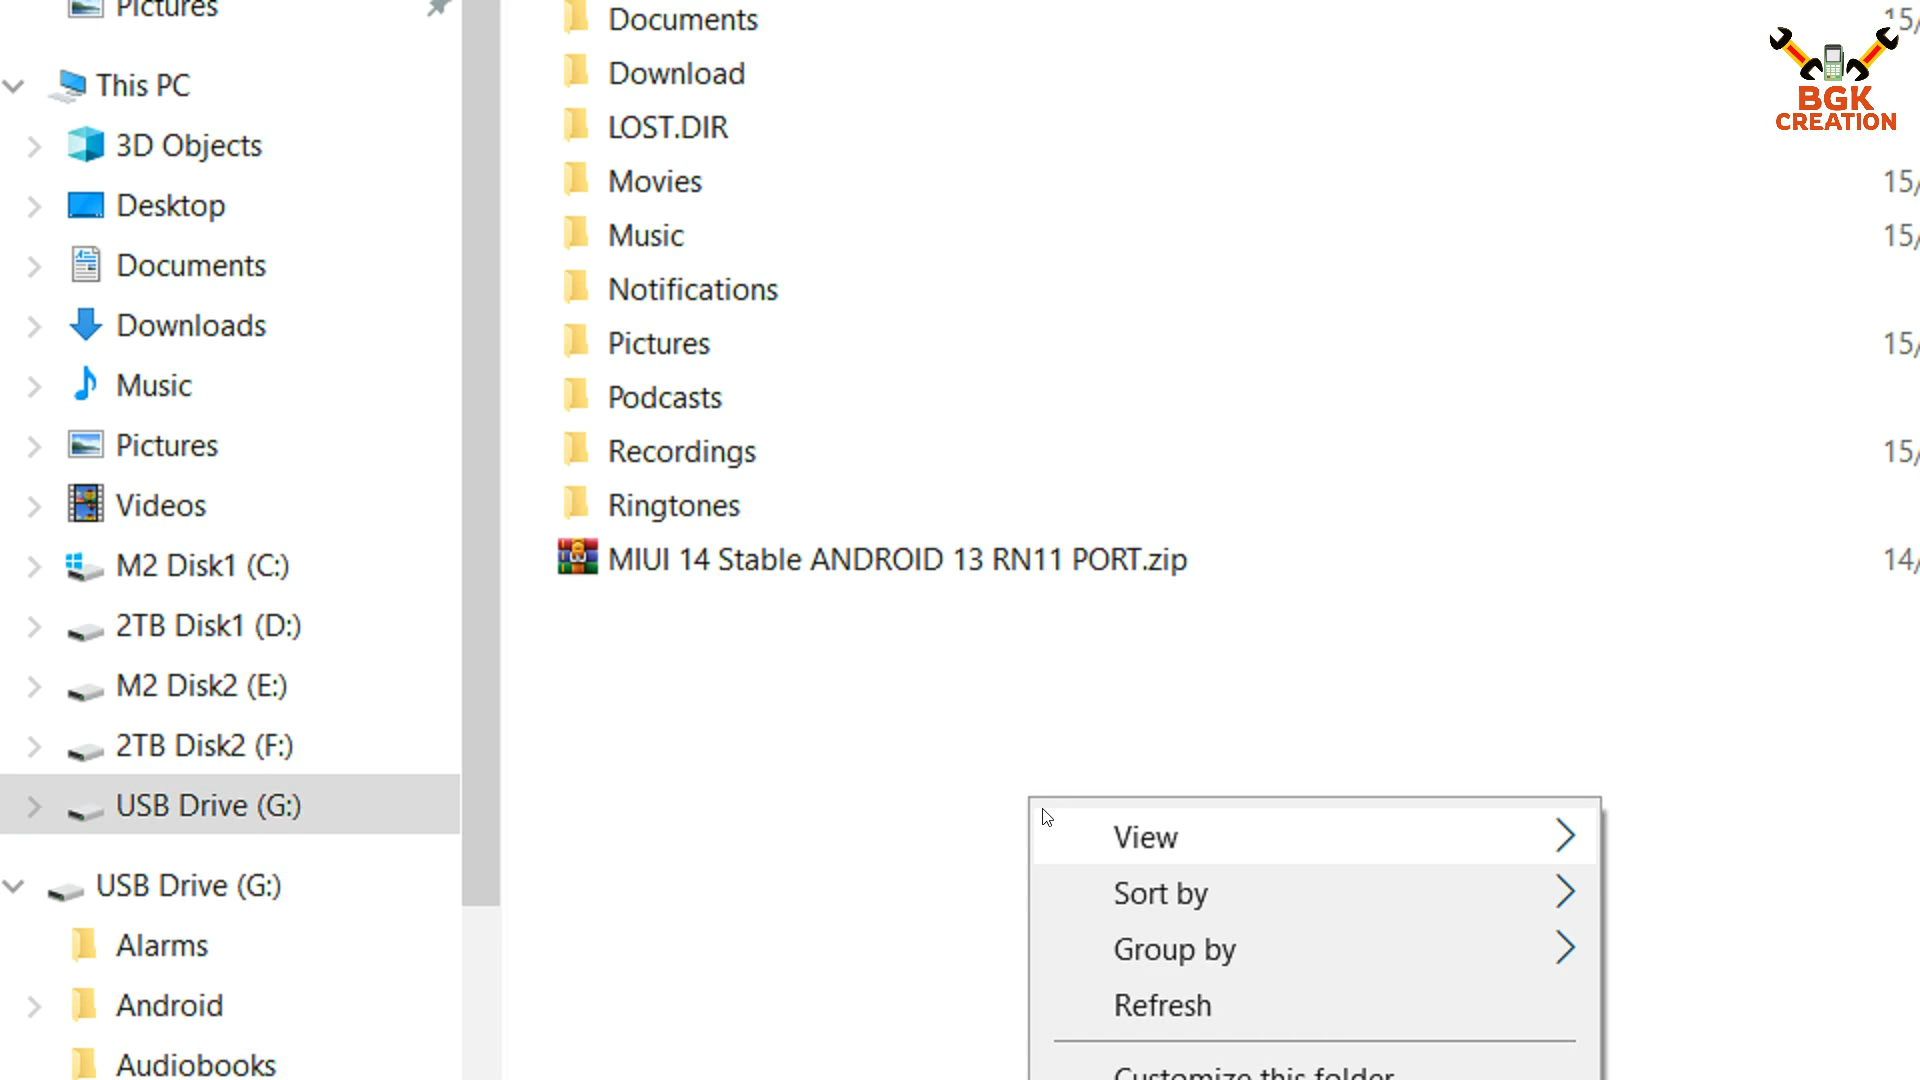 Pictures
This PC
3D Objects
Desktop
Documents
Downloads
Music
Pictures
Videos
M2 Disk1 (C:)
2TB Disk1 (D:)
M2 Disk2 (E:)
2TB Disk2 (F:)
USB Drive (G:)
USB Drive (G:)
Alarms
Android
Audiobooks
Documents 15/
Download
LOST.DIR
Movies 15/
Music 15/
Notifications
Pictures 15/
Podcasts
Recordings 15/
Ringtones
MIUI 14 Stable ANDROID 13 RN11 PORT.zip 14/
View
Sort by
Group by
Refresh
Customize this folder
BGK
CREATION